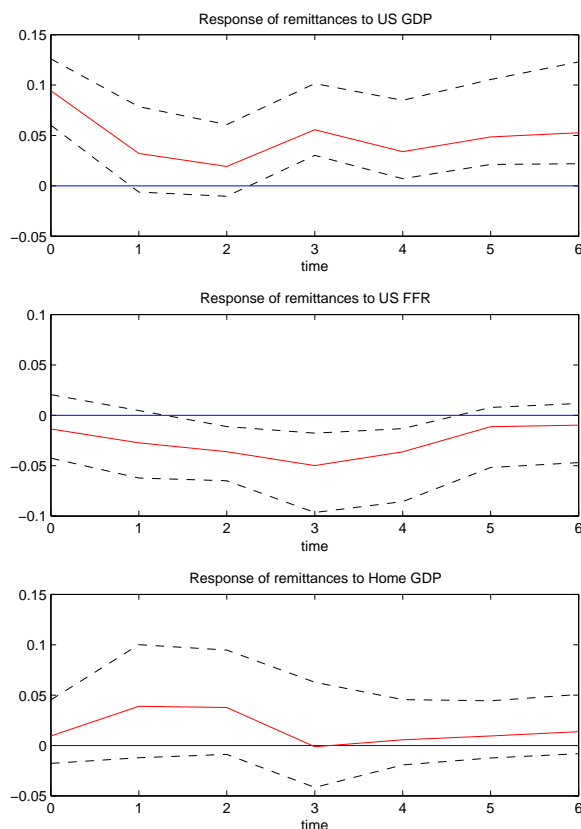 Response of remittances to US GDP
0.15
0.1
0.05
0
−0.05
0 1 2 3 4 5 6
time
Response of remittances to US FFR
0.1
0.05
0
−0.05
−0.1
0 1 2 3 4 5 6
time
Response of remittances to Home GDP
0.15
0.1
0.05
0
−0.05
0 1 2 3 4 5 6
time